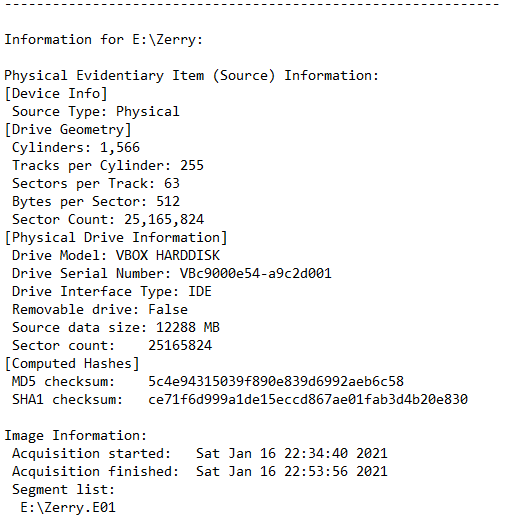 --------------------------------------------------------------
Information for E:\Zerry:
Physical Evidentiary Item (Source) Information:
[Device Info]
Source Type: Physical
[Drive Geometry]
Cylinders: 1,566
Tracks per Cylinder: 255
Sectors per Track: 63
Bytes per Sector: 512
Sector Count: 25,165,824
[Physical Drive Information]
Drive Model: VBOX HARDDISK
Drive Serial Number: VBc9000e54-a9c2d001
Drive Interface Type: IDE
Removable drive: False
Source data size: 12288 MB
Sector count:    25165824
[Computed Hashes]
MD5 checksum:    5c4e94315039f890e839d6992aeb6c58
SHA1 checksum:   ce71f6d999a1de15eccd867ae01fab3d4b20e830
Image Information:
Acquisition started:   Sat Jan 16 22:34:40 2021
Acquisition finished:  Sat Jan 16 22:53:56 2021
Segment list:
E:\Zerry.E01